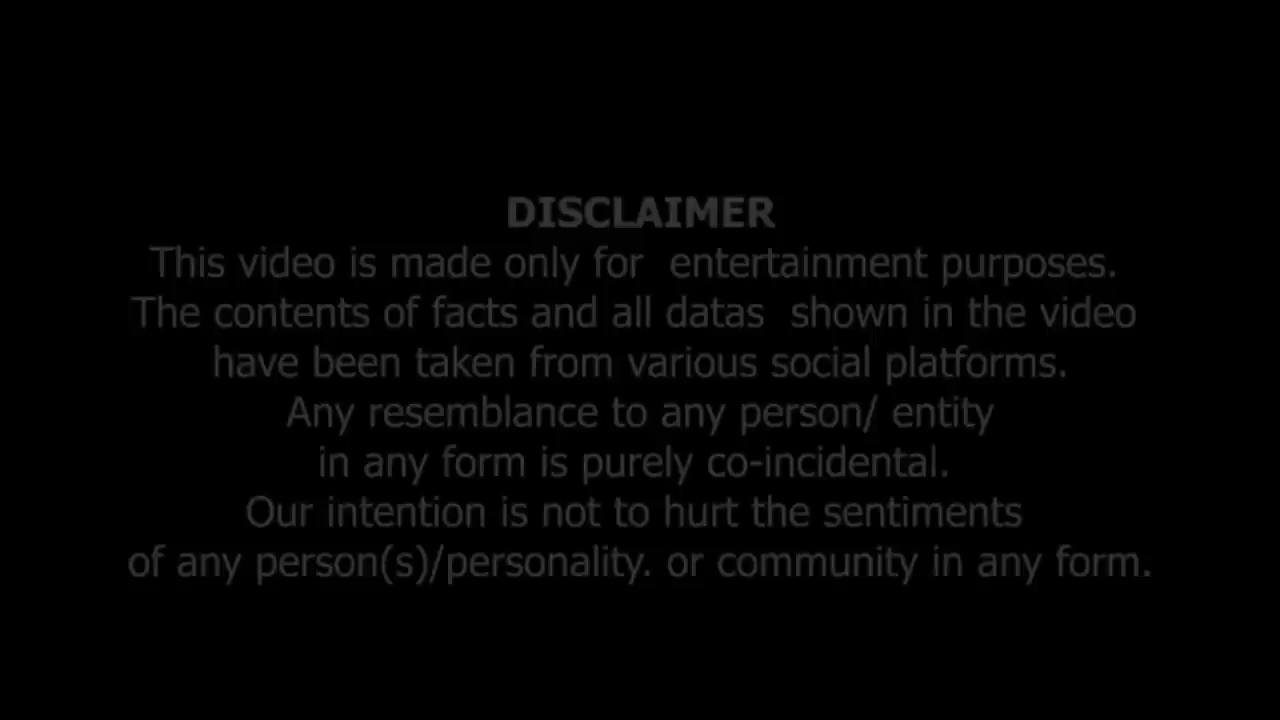 DISCLAIMER
This video is made only for  entertainment purposes.
The contents of facts and all datas  shown in the video
have been taken from various social platforms.
Any resemblance to any person/ entity
in any form is purely co-incidental.
Our intention is not to hurt the sentiments
of any person(s)/personality. or community in any form.